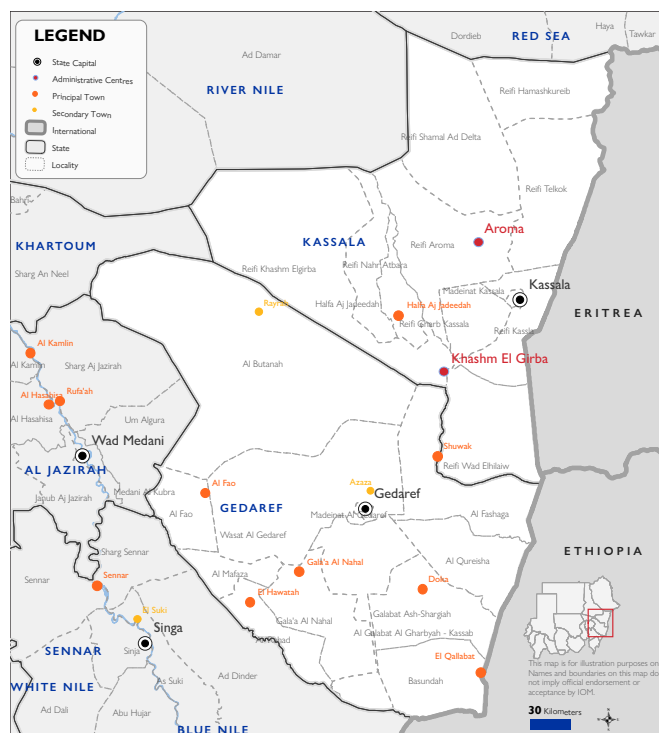 LEGEND
State Capital
Administrative Centres
Principal Town
Secondary Town
International
State
Locality
Dordieb
RED SEA
Haya
Tawkar
Ad Damar
RIVER NILE
Reifi Hamashkureib
Reifi Shamal Ad Delta
Reifi Telkok
Bahri
KHARTOUM
Sharg An Neel
KASSALA
Aroma
Reifi Aroma
Reifi Khashm Elgirba
Reifi Nahr Atbara
Madeinat Kassala
Kassala
Rayrah
Halfa Aj Jadeedah
Halfa Aj Jadeedah
Reifi Gharb Kassala
Reifi Kassla
ERITREA
Al Kamlin
Al Kamlin
Sharg Aj Jazirah
Al Butanah
Khashm El Girba
Al Hasahisa
Rufa'ah
Al Hasahisa
Um Algura
Wad Medani
Shuwak
Reifi Wad Elhilaiw
AL JAZIRAH
Janub Aj Jazirah
Medani Al Kubra
Al Fao
Al Fao
GEDAREF
Azaza
Gedaref
Madeinat Al Gedaref
Al Fashaga
Wasat Al Gedaref
Sharg Sennar
Sennar
Sennar
Al Mafaza
Gala'a Al Nahal
Al Qureisha
ETHIOPIA
Doka
El Hawatah
El Suki
Singa
Sinja
Gala'a Al Nahal
Galabat Ash-Shargiah
Al Galabat Al Gharbyah - Kassab
SENNAR
El Qallabat
Basundah
WHITE NILE
As Suki
Ad Dinder
Ad Dali
Abu Hujar
BLUE NILE
This map is for illustration purposes on
Names and boundaries on this map do
not imply official endorsement or
acceptance by IOM.
30 Kilometers